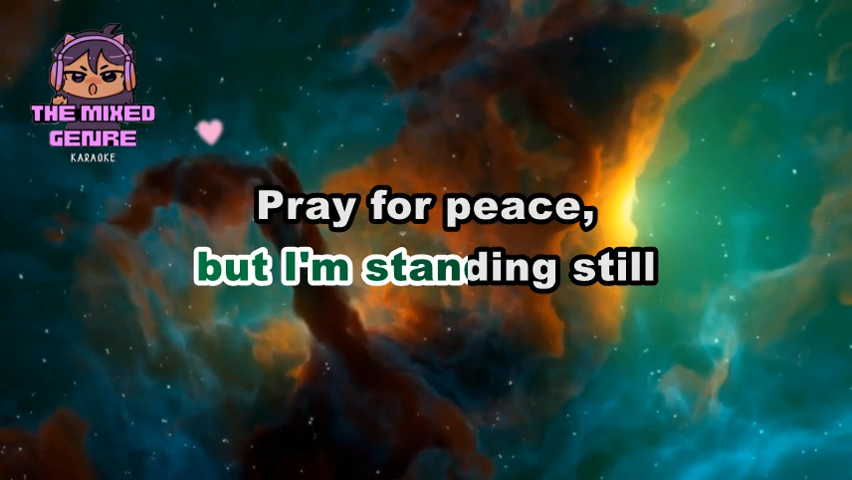 THE MIXED
GENRE
KARAOKE
Pray for peace,
but I'm standing still